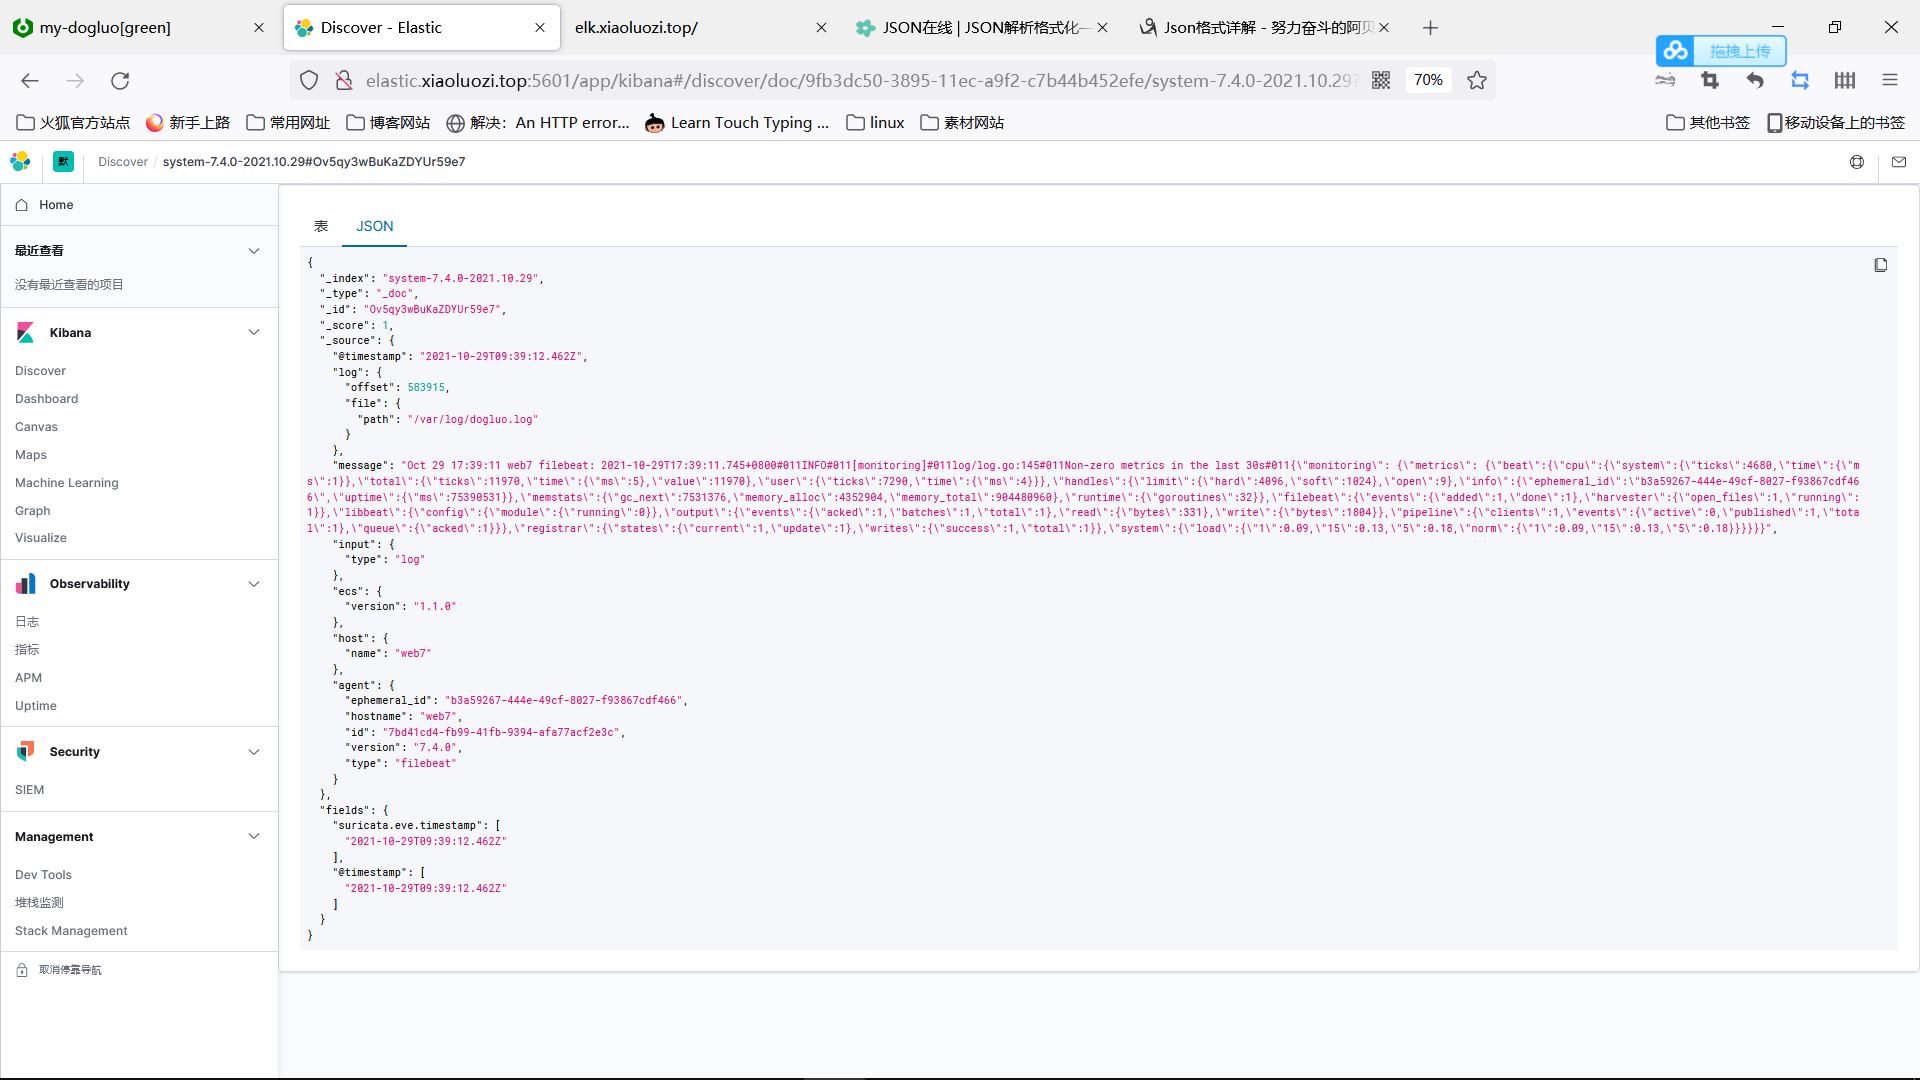 my-dogluo[green]
Discover - Elastic
elk.xiaoluozi.top/
JSON在线 | JSON解析格式化—
Json格式详解 - 努力奋斗的阿贝
拖拽上传
elastic.xiaoluozi.top:5601/app/kibana#/discover/doc/9fb3dc50-3895-11ec-a9f2-c7b44b452efe/system-7.4.0-2021.10.29?
70%
火狐官方站点
新手上路
常用网址
博客网站
解决：An HTTP error...
Learn Touch Typing ...
linux
素材网站
其他书签
移动设备上的书签
默
Discover / system-7.4.0-2021.10.29#Ov5qy3wBuKaZDYUr59e7
Home
最近查看
没有最近查看的项目
Kibana
Discover
Dashboard
Canvas
Maps
Machine Learning
Graph
Visualize
Observability
日志
指标
APM
Uptime
Security
SIEM
Management
Dev Tools
堆栈监测
Stack Management
取消停靠导航
表
JSON
{
"_index": "system-7.4.0-2021.10.29",
"_type": "_doc",
"_id": "Ov5qy3wBuKaZDYUr59e7",
"_score": 1,
"_source": {
"@timestamp": "2021-10-29T09:39:12.462Z",
"log": {
"offset": 583915,
"file": {
"path": "/var/log/dogluo.log"
}
},
"message": "Oct 29 17:39:11 web7 filebeat: 2021-10-29T17:39:11.745+0800#011INFO#011[monitoring]#011log/log.go:145#011Non-zero metrics in the last 30s#011{\"monitoring\": {\"metrics\": {\"beat\":{\"cpu\":{\"system\":{\"ticks\":4680,\"time\":{\"m
s\":1}},\"total\":{\"ticks\":11970,\"time\":{\"ms\":5},\"value\":11970},\"user\":{\"ticks\":7290,\"time\":{\"ms\":4}}},\"handles\":{\"limit\":{\"hard\":4096,\"soft\":1024},\"open\":9},\"info\":{\"ephemeral_id\":\"b3a59267-444e-49cf-8027-f93867cdf46
6\",\"uptime\":{\"ms\":75390531}},\"memstats\":{\"gc_next\":7531376,\"memory_alloc\":4352904,\"memory_total\":904480960},\"runtime\":{\"goroutines\":32}},\"filebeat\":{\"events\":{\"added\":1,\"done\":1},\"harvester\":{\"open_files\":1,\"running\":
1}},\"libbeat\":{\"config\":{\"module\":{\"running\":0}},\"output\":{\"events\":{\"acked\":1,\"batches\":1,\"total\":1},\"read\":{\"bytes\":331},\"write\":{\"bytes\":1804}},\"pipeline\":{\"clients\":1,\"events\":{\"active\":0,\"published\":1,\"tota
l\":1},\"queue\":{\"acked\":1}}},\"registrar\":{\"states\":{\"current\":1,\"update\":1},\"writes\":{\"success\":1,\"total\":1}},\"system\":{\"load\":{\"1\":0.09,\"15\":0.13,\"5\":0.18,\"norm\":{\"1\":0.09,\"15\":0.13,\"5\":0.18}}}}}}",
"input": {
"type": "log"
},
"ecs": {
"version": "1.1.0"
},
"host": {
"name": "web7"
},
"agent": {
"ephemeral_id": "b3a59267-444e-49cf-8027-f93867cdf466",
"hostname": "web7",
"id": "7bd41cd4-fb99-41fb-9394-afa77acf2e3c",
"version": "7.4.0",
"type": "filebeat"
}
},
"fields": {
"suricata.eve.timestamp": [
"2021-10-29T09:39:12.462Z"
],
"@timestamp": [
"2021-10-29T09:39:12.462Z"
]
}
}